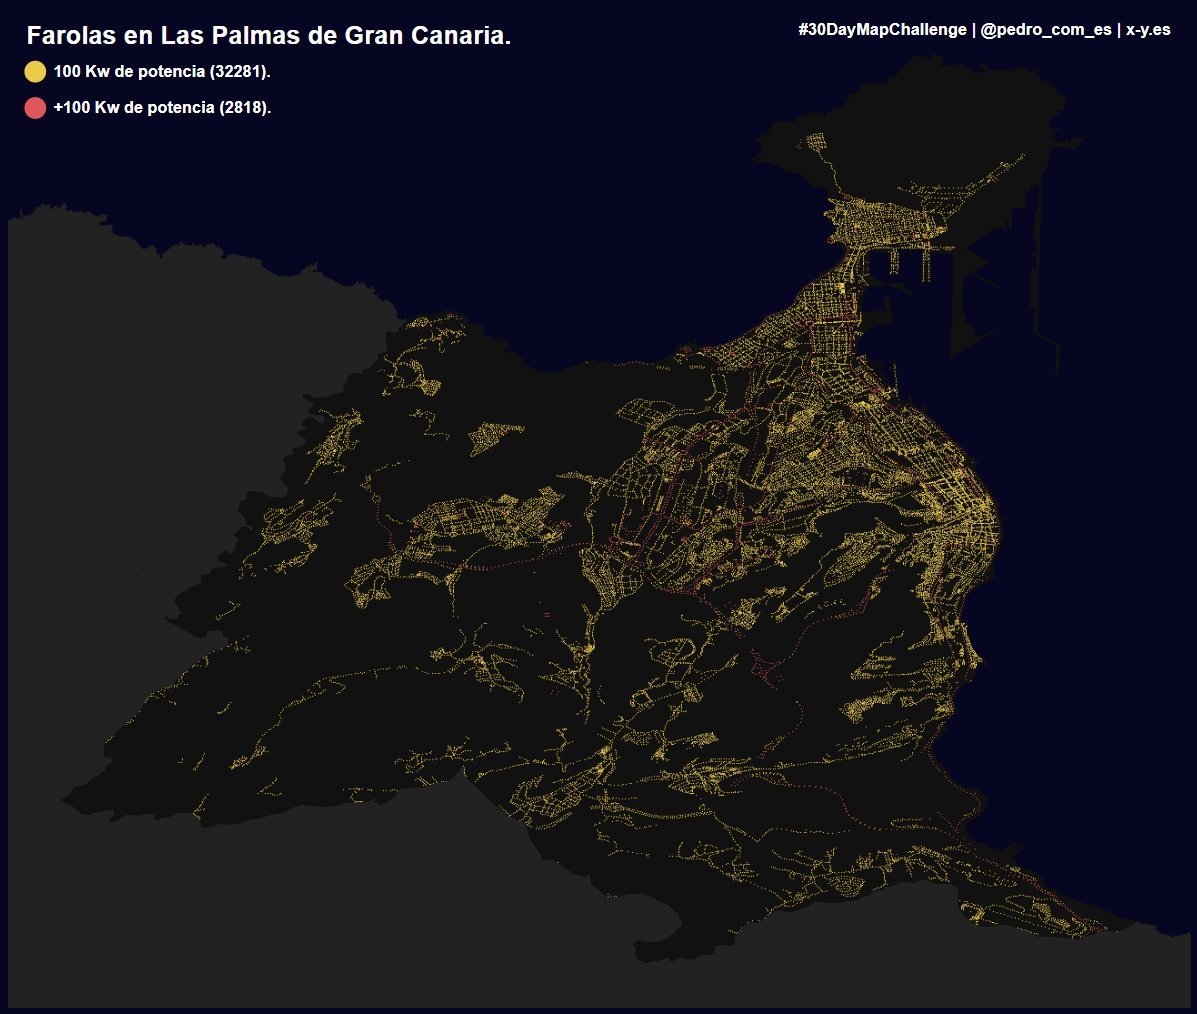 Farolas en Las Palmas de Gran Canaria.
#30DayMapChallenge | @pedro_com_es | x-y.es
100 Kw de potencia (32281).
+100 Kw de potencia (2818).